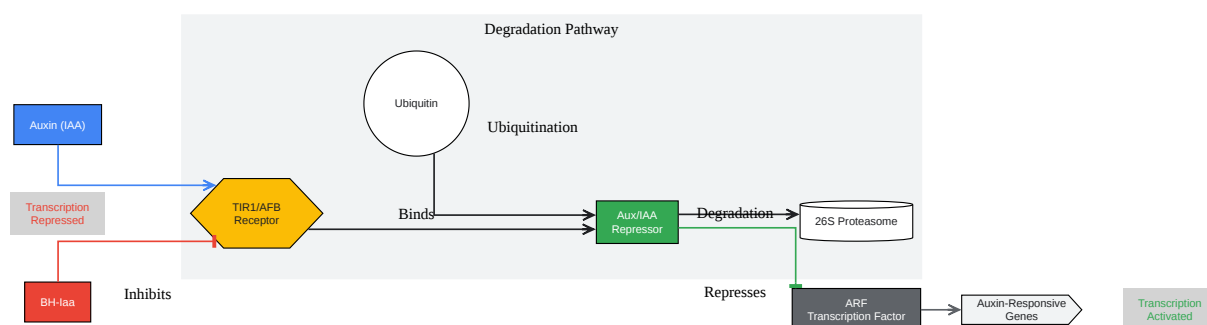 Degradation Pathway
Ubiquitin
Auxin (IAA)
Ubiquitination
Transcription
Repressed
TIR1/AFB
Receptor
Binds
Aux/IAA
Repressor
Degradation
26S Proteasome
BH-Iaa
Inhibits
Represses
ARF
Transcription Factor
Auxin-Responsive
Genes
Transcription
Activated